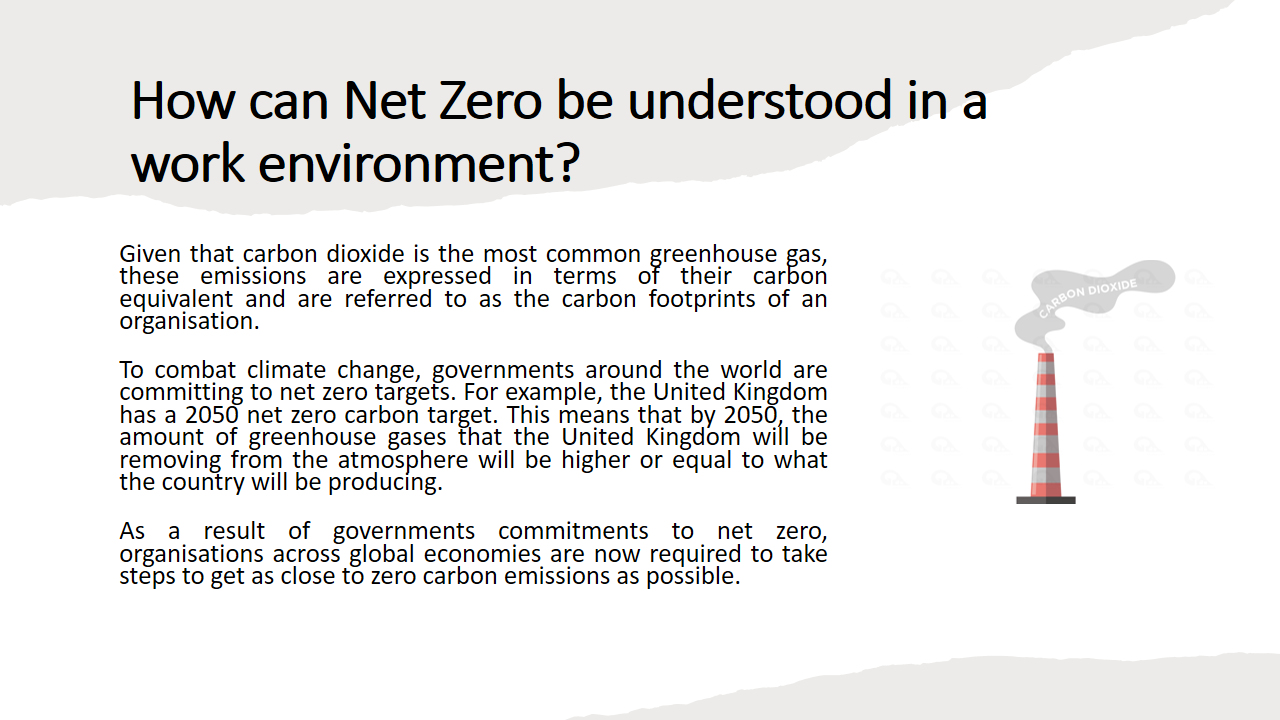 How can Net Zero be understood in a
work environment?
Given that carbon dioxide is the most common greenhouse gas,
these emissions are expressed in terms of their carbon
equivalent and are referred to as the carbon footprints of an
organisation.
To combat climate change, governments around the world are
committing to net zero targets. For example, the United Kingdom
has a 2050 net zero carbon target. This means that by 2050, the
amount of greenhouse gases that the United Kingdom will be
removing from the atmosphere will be higher or equal to what
the country will be producing.
As a result of governments commitments to net zero,
organisations across global economies are now required to take
steps to get as close to zero carbon emissions as possible.
CARBON DIOXIDE